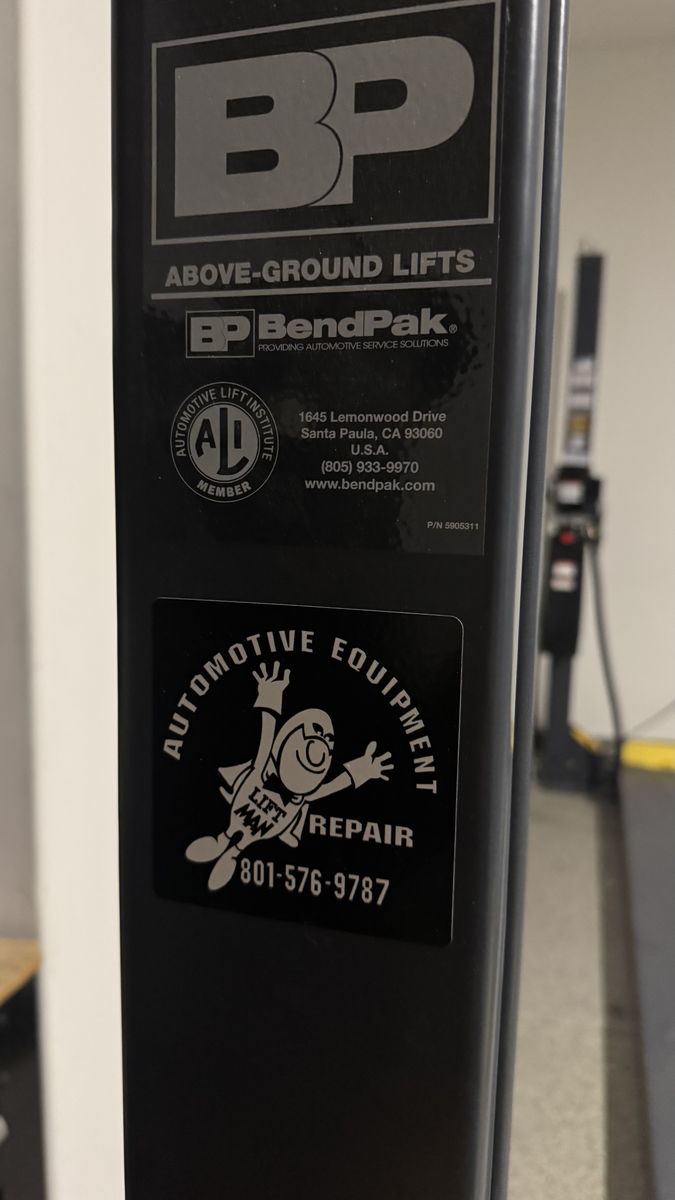 BP
ABOVE-GROUND LIFTS
BP BendPak®
PROVIDING AUTOMOTIVE SERVICE SOLUTIONS
AUTOMOTIVE LIFT INSTITUTE
ALI
MEMBER
1645 Lemonwood Drive
Santa Paula, CA 93060
U.S.A.
(805) 933-9970
www.bendpak.com
P/N 5905311
AUTOMOTIVE EQUIPMENT
LIFT
MAN
REPAIR
801-576-9787